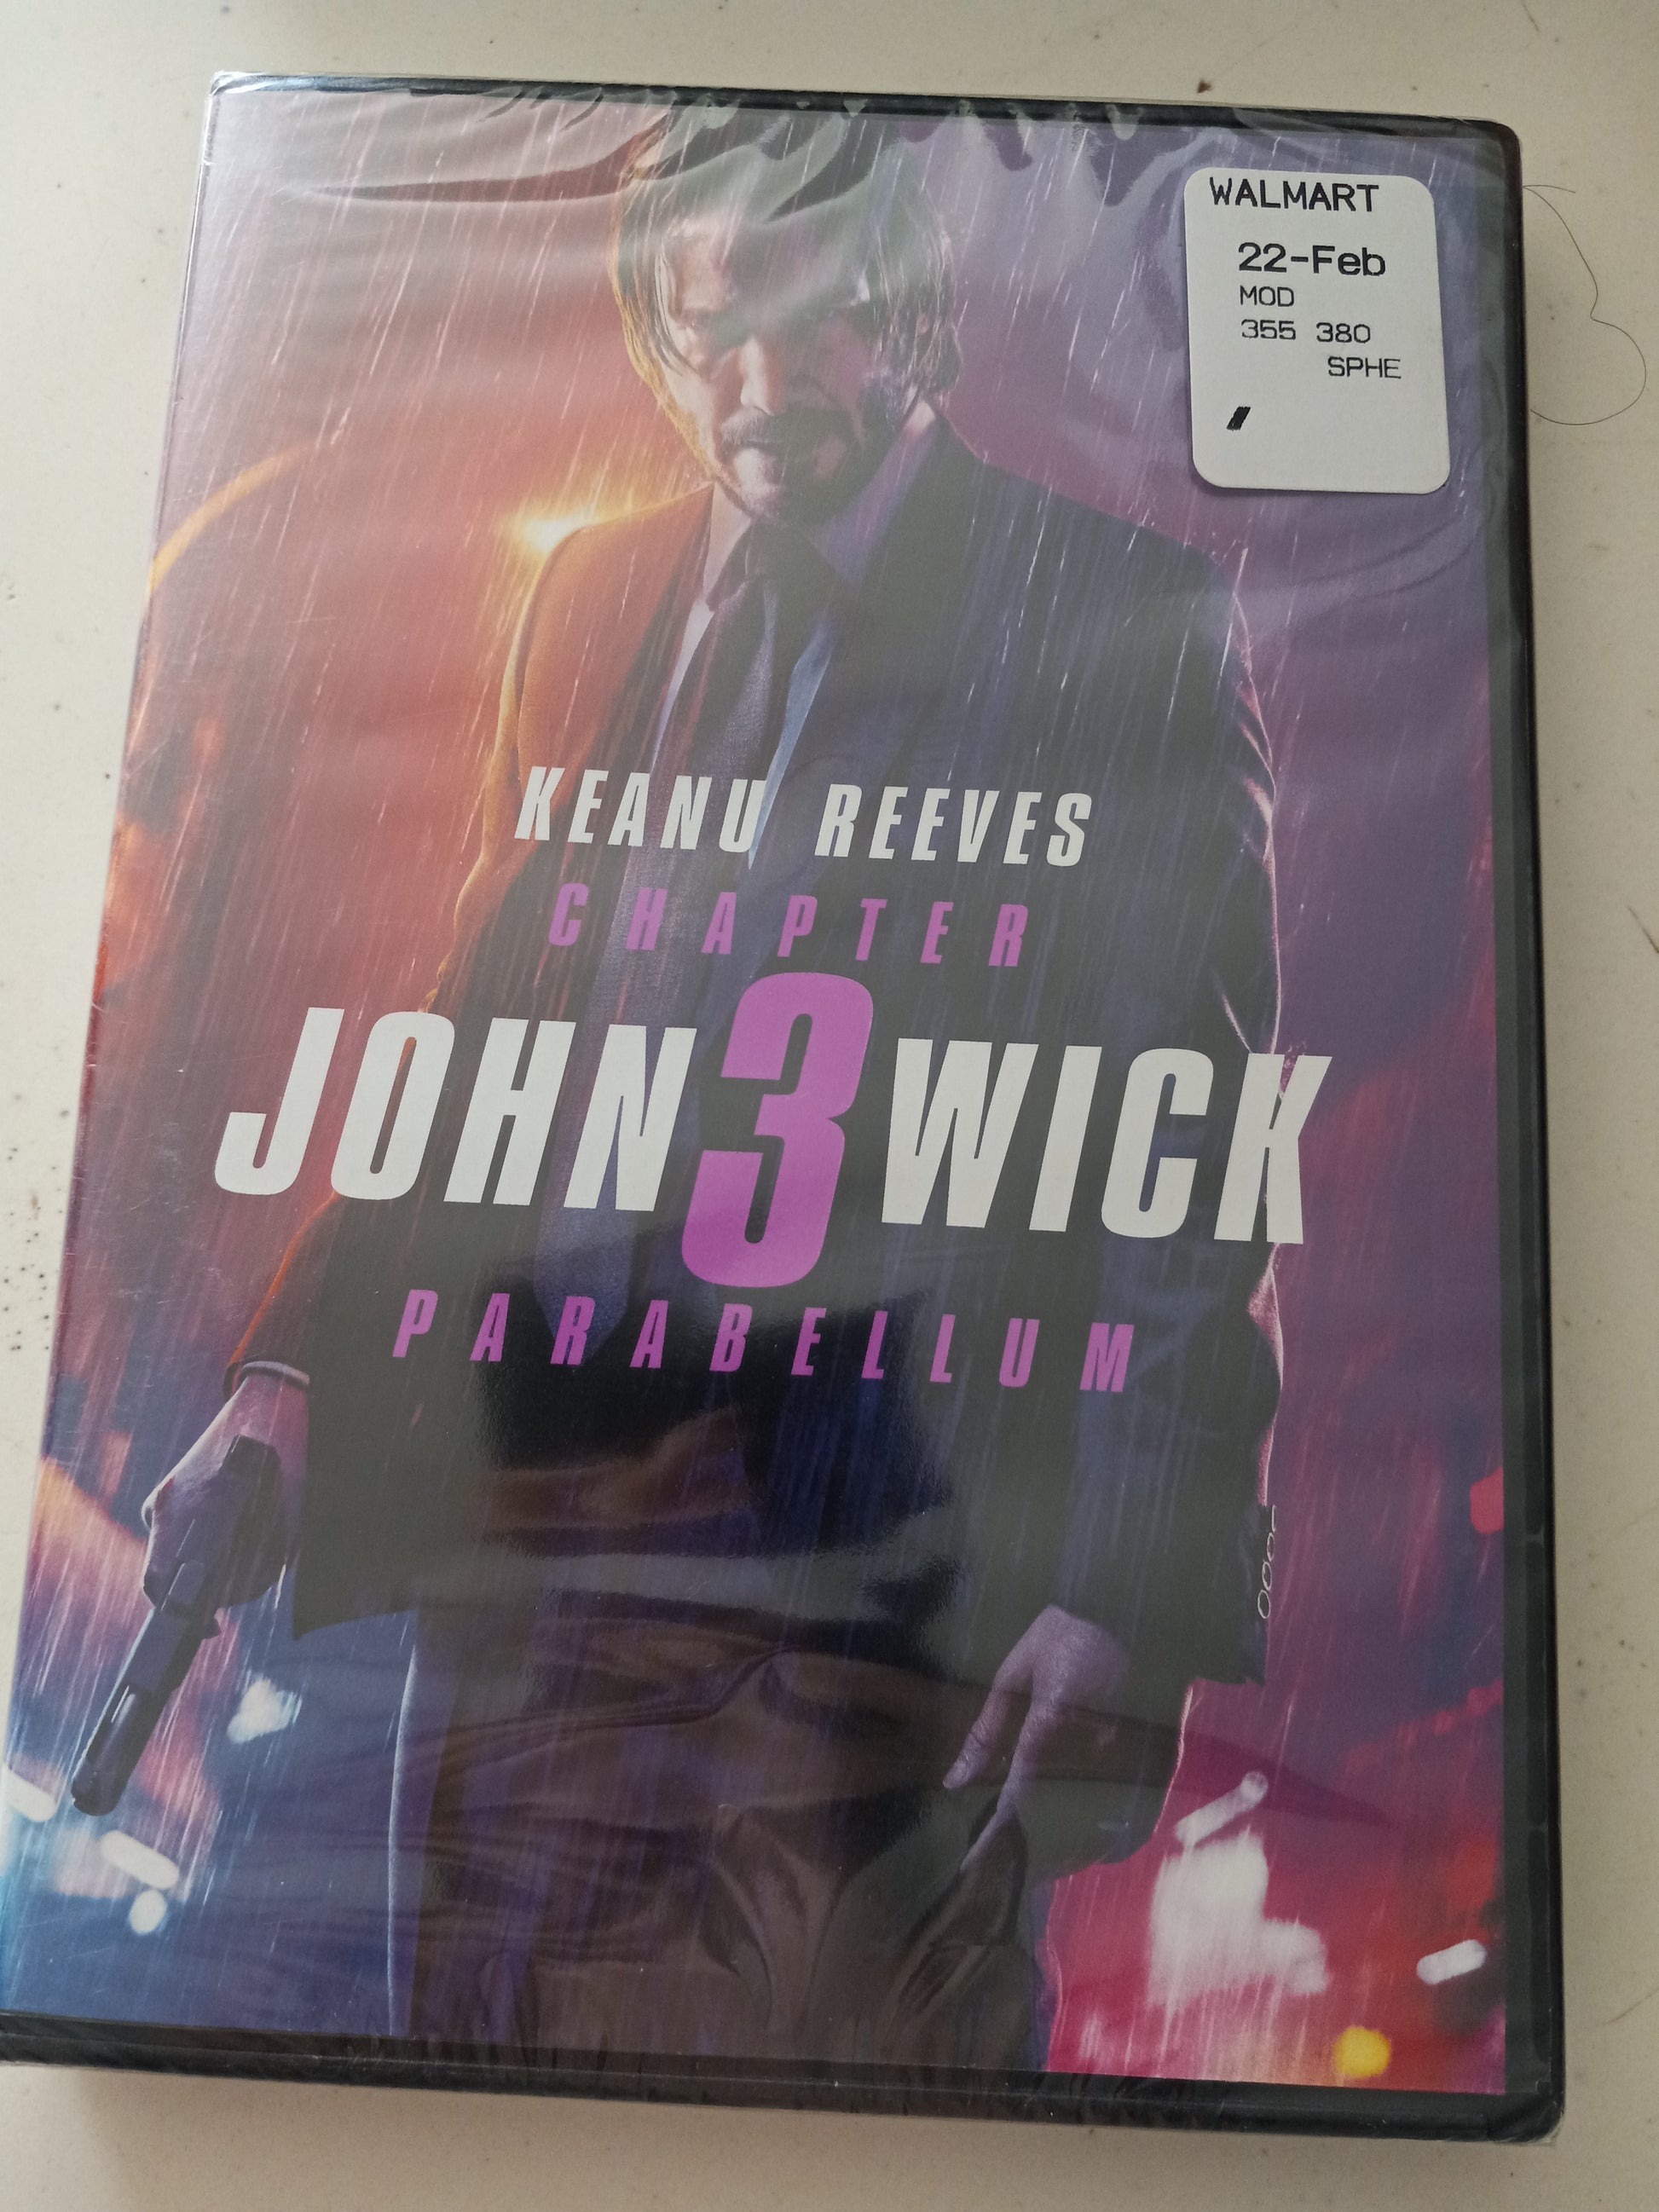 WALMART
22-Feb
MOD
355 380
SPHE
KEANU REEVES
CHAPTER
JOHN 3 WICK
PARABELLUM